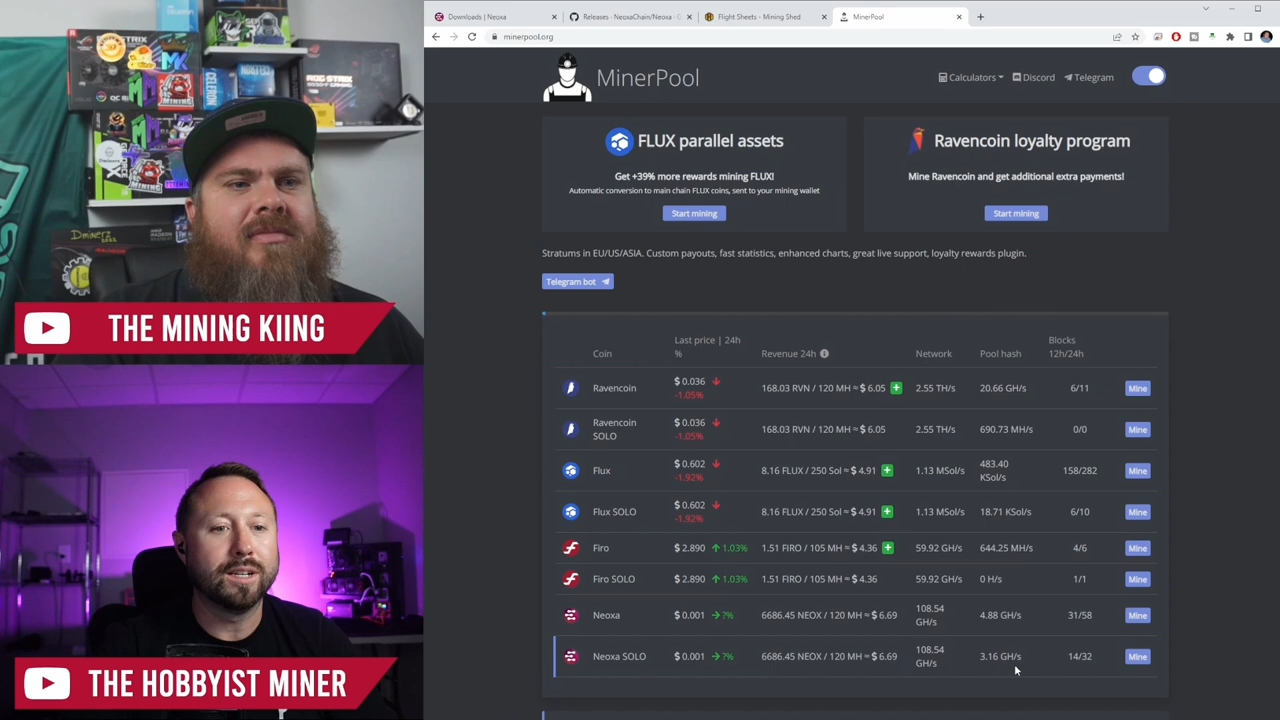 Downloads | Neoxa
Releases · NeoxaChain/Neoxa · G
Flight Sheets - Mining Shed
MinerPool
minerpool.org
MinerPool
Calculators
Discord
Telegram
FLUX parallel assets
Get +39% more rewards mining FLUX!
Automatic conversion to main chain FLUX coins, sent to your mining wallet
Start mining
Ravencoin loyalty program
Mine Ravencoin and get additional extra payments!
Start mining
Stratums in EU/US/ASIA. Custom payouts, fast statistics, enhanced charts, great live support, loyalty rewards plugin.
Telegram bot
Coin
Last price | 24h
%
Revenue 24h
Network
Pool hash
Blocks
12h/24h
Ravencoin
$ 0.036
-1.05%
168.03 RVN / 120 MH ≈ $ 6.05
2.55 TH/s
20.66 GH/s
6/11
Mine
Ravencoin
SOLO
$ 0.036
-1.05%
168.03 RVN / 120 MH ≈ $ 6.05
2.55 TH/s
690.73 MH/s
0/0
Mine
Flux
$ 0.602
-1.92%
8.16 FLUX / 250 Sol ≈ $ 4.91
1.13 MSol/s
483.40
KSol/s
158/282
Mine
Flux SOLO
$ 0.602
-1.92%
8.16 FLUX / 250 Sol ≈ $ 4.91
1.13 MSol/s
18.71 KSol/s
6/10
Mine
Firo
$ 2.890 ↑ 1.03%
1.51 FIRO / 105 MH ≈ $ 4.36
59.92 GH/s
644.25 MH/s
4/6
Mine
Firo SOLO
$ 2.890 ↑ 1.03%
1.51 FIRO / 105 MH ≈ $ 4.36
59.92 GH/s
0 H/s
1/1
Mine
Neoxa
$ 0.001 → ?%
6686.45 NEOX / 120 MH ≈ $ 6.69
108.54
GH/s
4.88 GH/s
31/58
Mine
Neoxa SOLO
$ 0.001 → ?%
6686.45 NEOX / 120 MH ≈ $ 6.69
108.54
GH/s
3.16 GH/s
14/32
Mine
CELERON
ROG STRIX
THE MINING KIING
THE HOBBYIST MINER